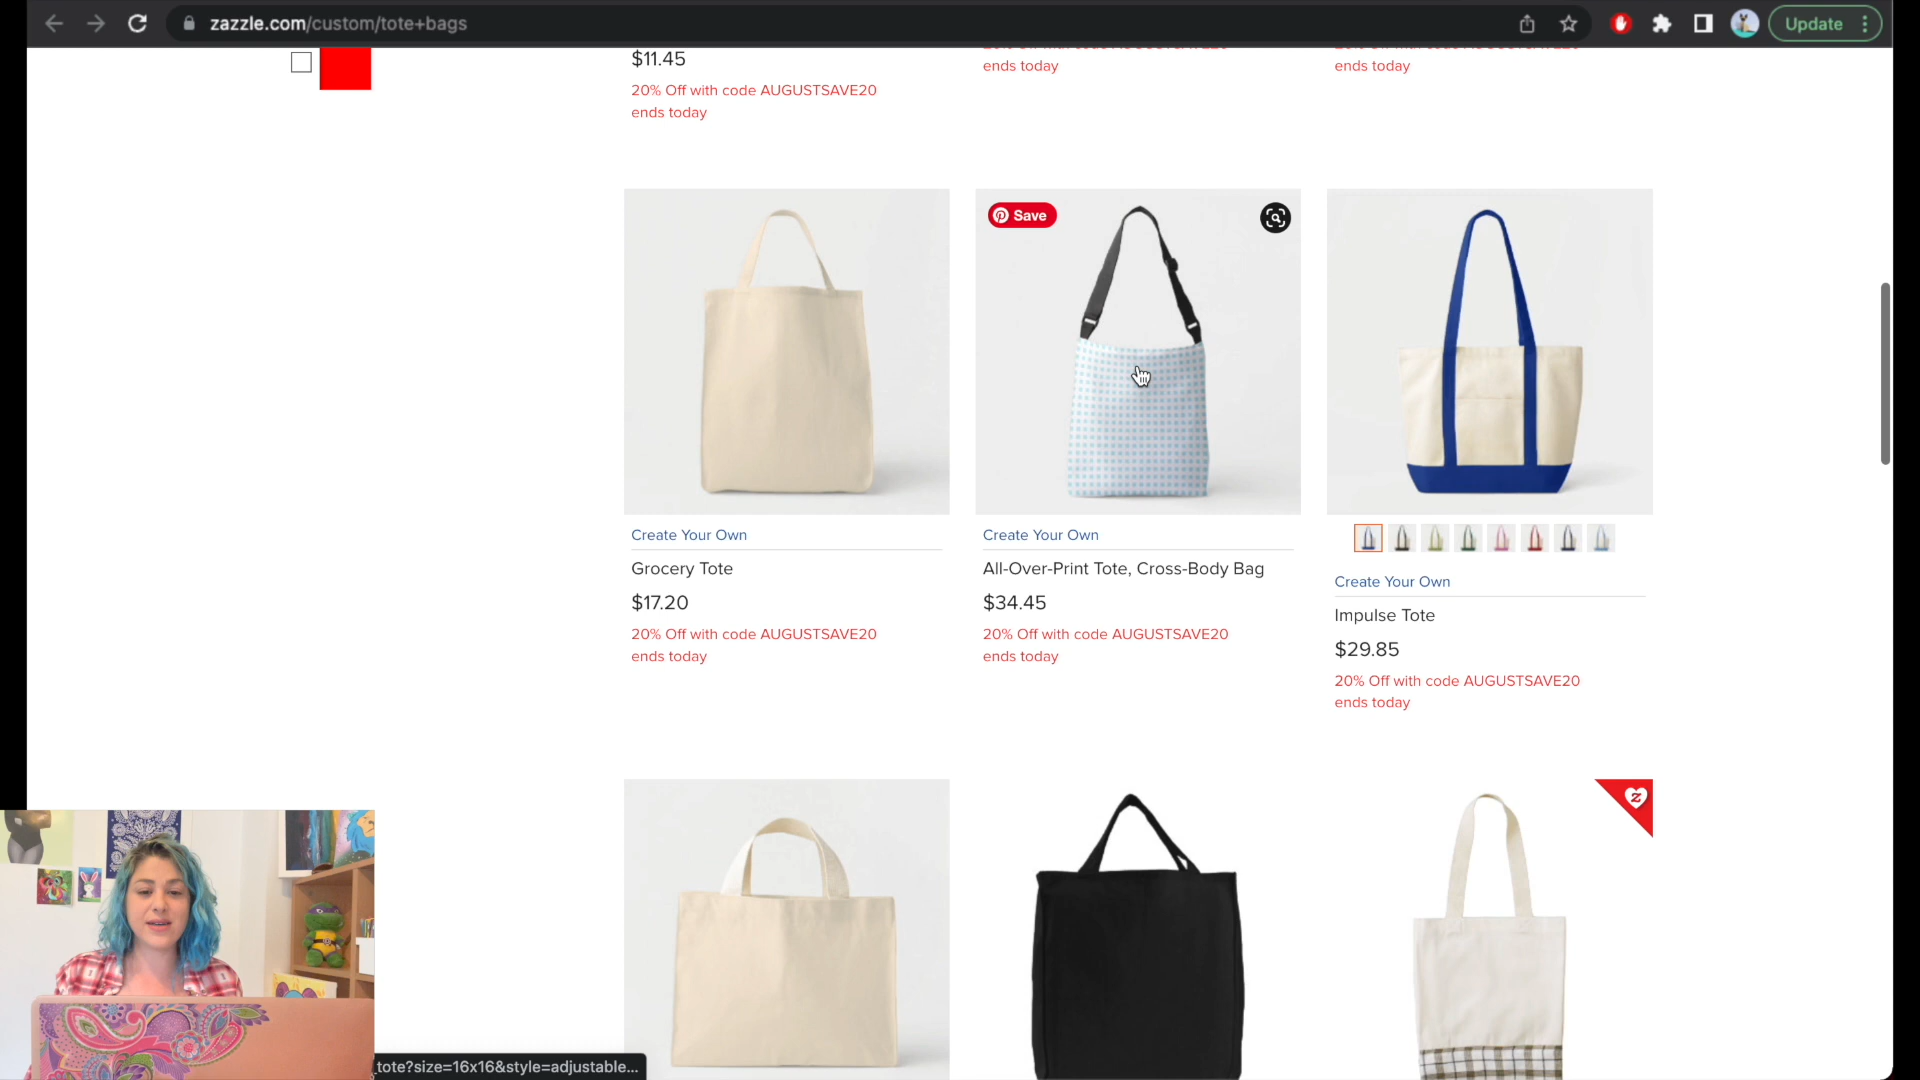 zazzle.com/custom/tote+bags
Update
$11.45
20% Off with code AUGUSTSAVE20
ends today
ends today
ends today
Save
Create Your Own
Grocery Tote
$17.20
20% Off with code AUGUSTSAVE20
ends today
Create Your Own
All-Over-Print Tote, Cross-Body Bag
$34.45
20% Off with code AUGUSTSAVE20
ends today
Create Your Own
Impulse Tote
$29.85
20% Off with code AUGUSTSAVE20
ends today
Z
tote?size=16x16&style=adjustable...